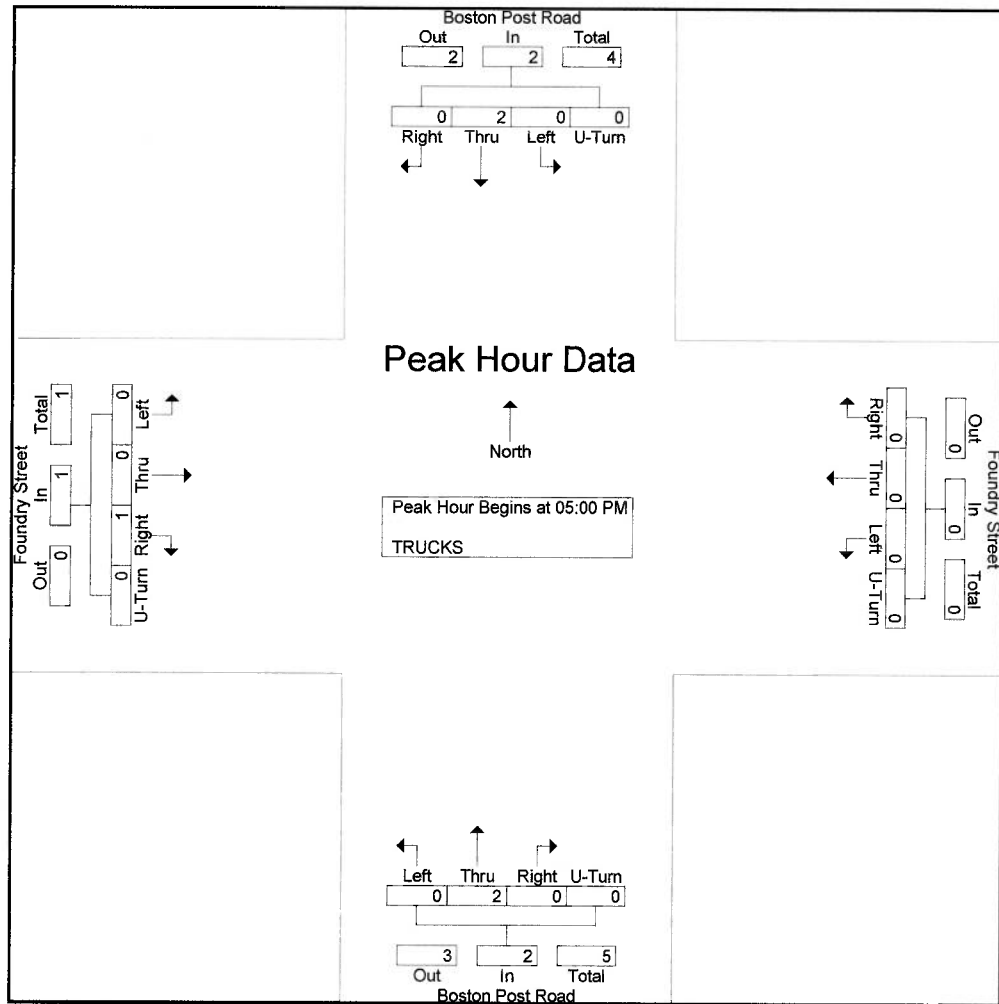 Boston Post Road
Out In Total
2 2 4
0 2 0 0
Right Thru Left U-Turn
Peak Hour Data
North
Peak Hour Begins at 05:00 PM
TRUCKS
Foundry Street
Out In Total
0 1 1
U-Turn Right Thru Left
0 1 0 0
Right Thru Left U-Turn
0 0 0 0
Out In Total
0 0 0
Foundry Street
Left Thru Right U-Turn
0 2 0 0
3 2 5
Out In Total
Boston Post Road